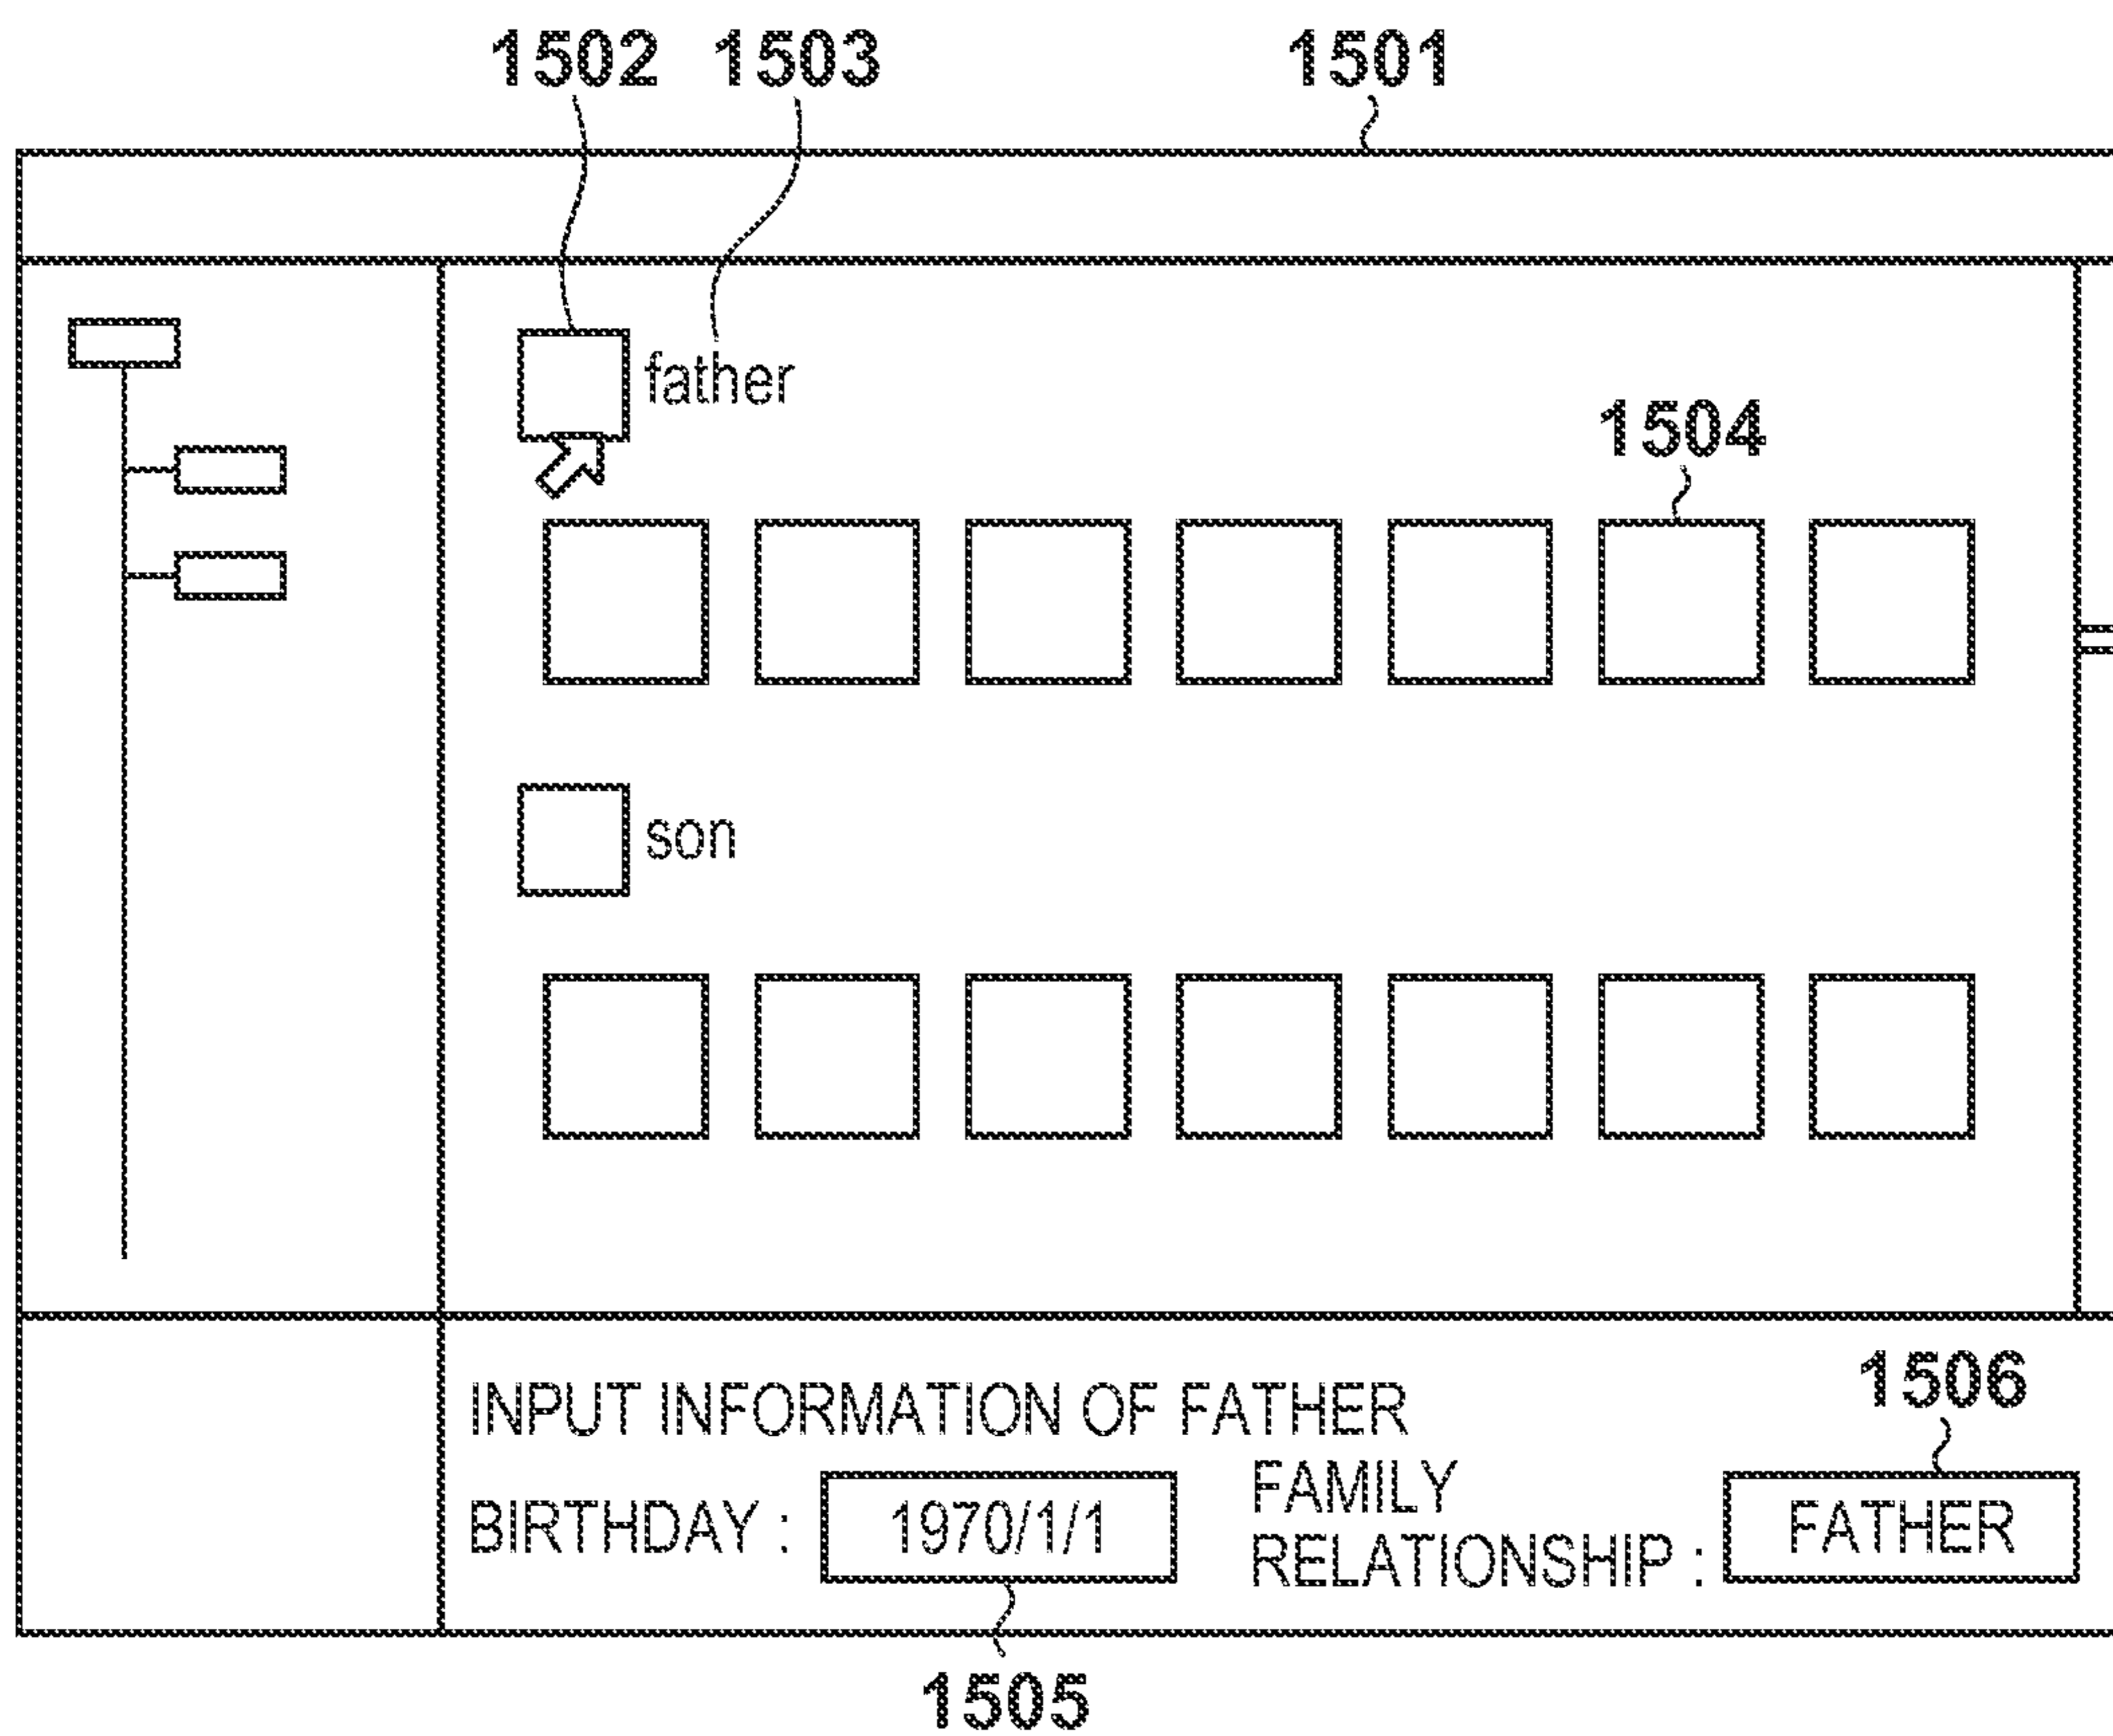 1502 1503 1501
father
1504
son
1506
INPUT INFORMATION OF FATHER
BIRTHDAY : 1970/1/1 FAMILY
RELATIONSHIP : FATHER
1505